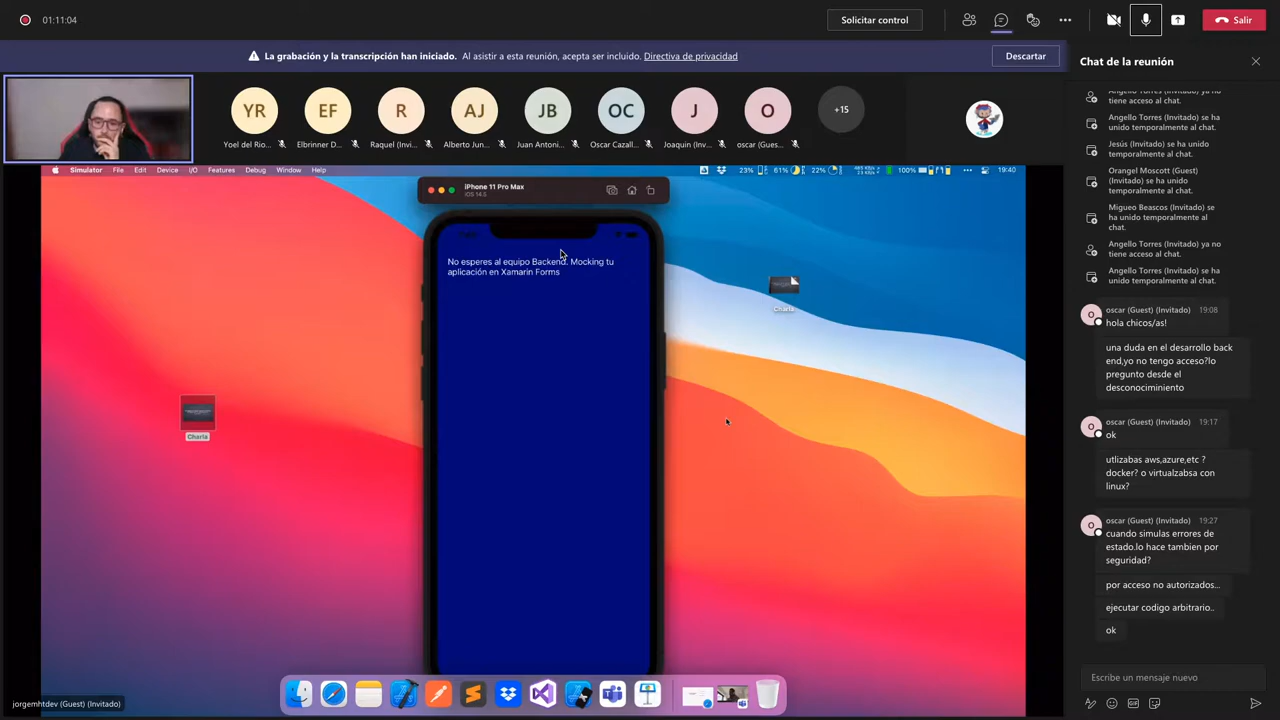 01:11:04
Solicitar control
Salir
La grabación y la transcripción han iniciado. Al asistir a esta reunión, acepta ser incluido. Directiva de privacidad
Descartar
YR
EF
R
AJ
JB
OC
J
O
+15
Yoel del Rio...
Elbrinner D...
Raquel (Invi...
Alberto Jun...
Juan Antoni...
Oscar Cazall...
Joaquin (Invit...
oscar (Gues...
Simulator File Edit Device I/O Features Debug Window Help
23% 61% 22% 100% 19:40
iPhone 11 Pro Max
iOS 14.5
No esperes al equipo Backend. Mocking tu
aplicación en Xamarin Forms
Charla
Charla
jorgemhtdev (Guest) (Invitado)
Chat de la reunión
Angello Torres (Invitado) ya no
tiene acceso al chat.
Angello Torres (Invitado) se ha
unido temporalmente al chat.
Jesús (Invitado) se ha unido
temporalmente al chat.
Orangel Moscott (Guest)
(Invitado) se ha unido
temporalmente al chat.
Migueo Beascos (Invitado) se
ha unido temporalmente al
chat.
Angello Torres (Invitado) ya no
tiene acceso al chat.
Angello Torres (Invitado) se ha
unido temporalmente al chat.
O
oscar (Guest) (Invitado) 19:08
hola chicos/as!
una duda en el desarrollo back
end,yo no tengo acceso?lo
pregunto desde el
desconocimiento
O
oscar (Guest) (Invitado) 19:17
ok
utlizabas aws,azure,etc ?
docker? o virtualzabsa con
linux?
O
oscar (Guest) (Invitado) 19:27
cuando simulas errores de
estado.lo hace tambien por
seguridad?
por acceso no autorizados...
ejecutar codigo arbitrario..
ok
Escribe un mensaje nuevo
GIF